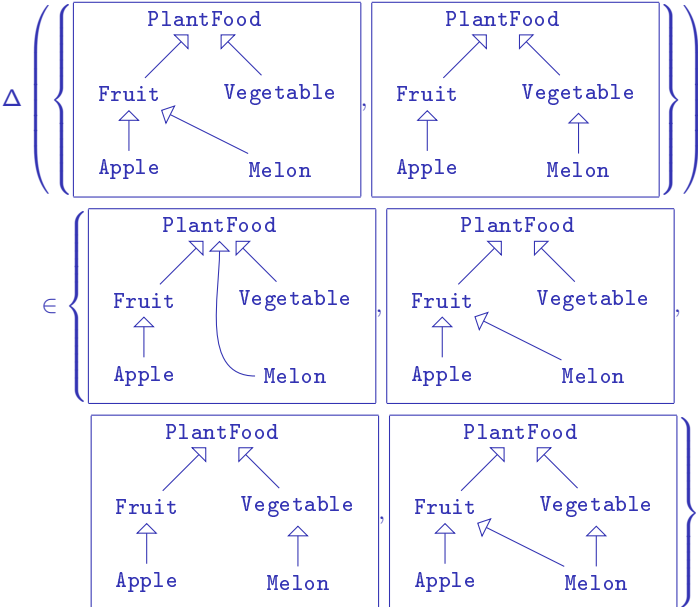 PlantFood PlantFood
Δ ( { Fruit Vegetable , Fruit Vegetable } )
Apple Melon Apple Melon
PlantFood PlantFood
∈ { Fruit Vegetable , Fruit Vegetable ,
Apple Melon Apple Melon
PlantFood PlantFood
Fruit Vegetable , Fruit Vegetable }
Apple Melon Apple Melon